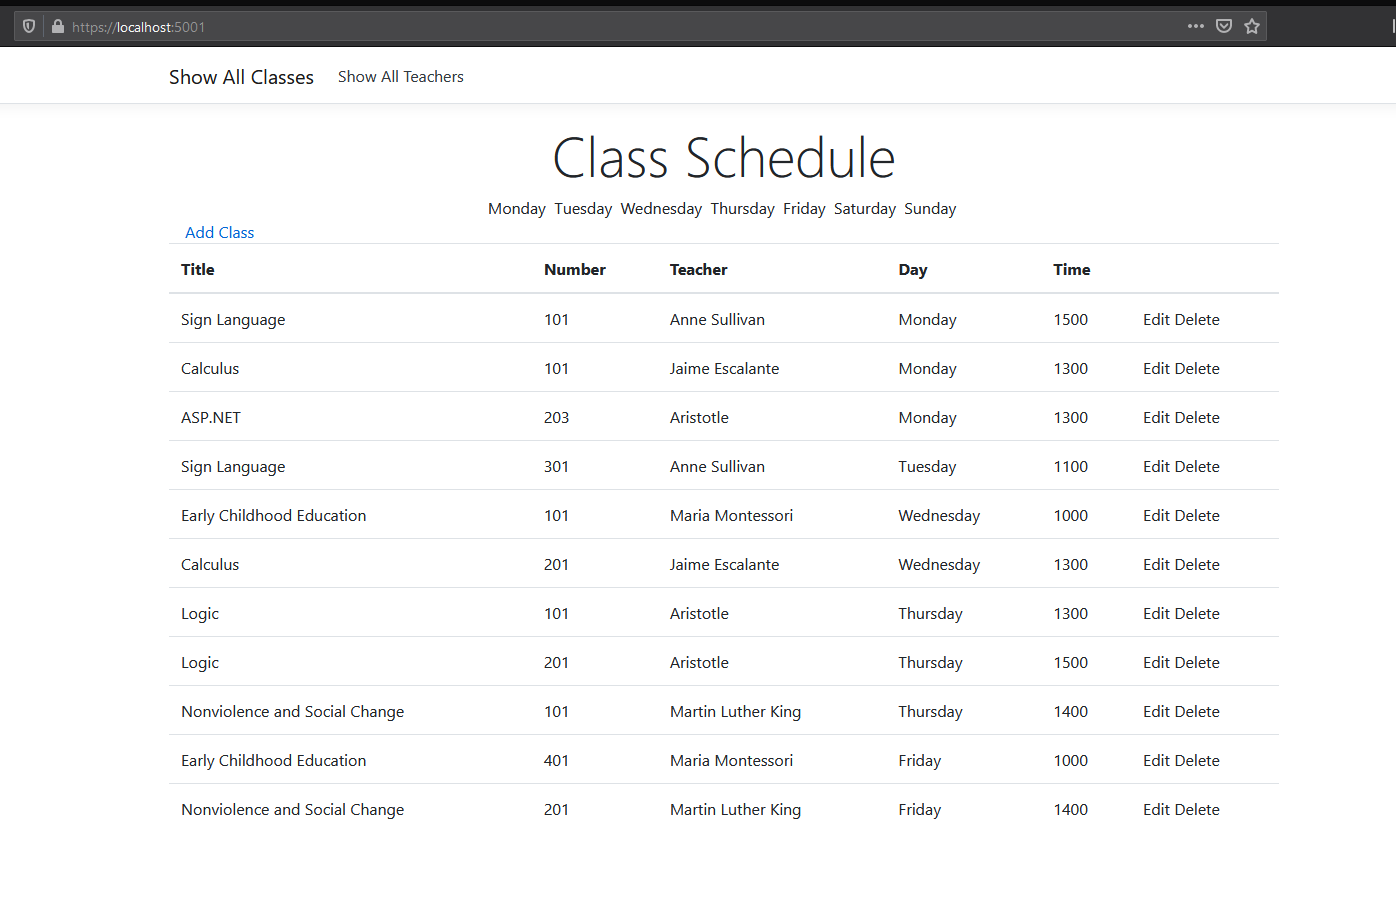 https://localhost:5001
Show All Classes Show All Teachers
Class Schedule
Monday Tuesday Wednesday Thursday Friday Saturday Sunday
Add Class
Title Number Teacher Day Time
Sign Language 101 Anne Sullivan Monday 1500 Edit Delete
Calculus 101 Jaime Escalante Monday 1300 Edit Delete
ASP.NET 203 Aristotle Monday 1300 Edit Delete
Sign Language 301 Anne Sullivan Tuesday 1100 Edit Delete
Early Childhood Education 101 Maria Montessori Wednesday 1000 Edit Delete
Calculus 201 Jaime Escalante Wednesday 1300 Edit Delete
Logic 101 Aristotle Thursday 1300 Edit Delete
Logic 201 Aristotle Thursday 1500 Edit Delete
Nonviolence and Social Change 101 Martin Luther King Thursday 1400 Edit Delete
Early Childhood Education 401 Maria Montessori Friday 1000 Edit Delete
Nonviolence and Social Change 201 Martin Luther King Friday 1400 Edit Delete